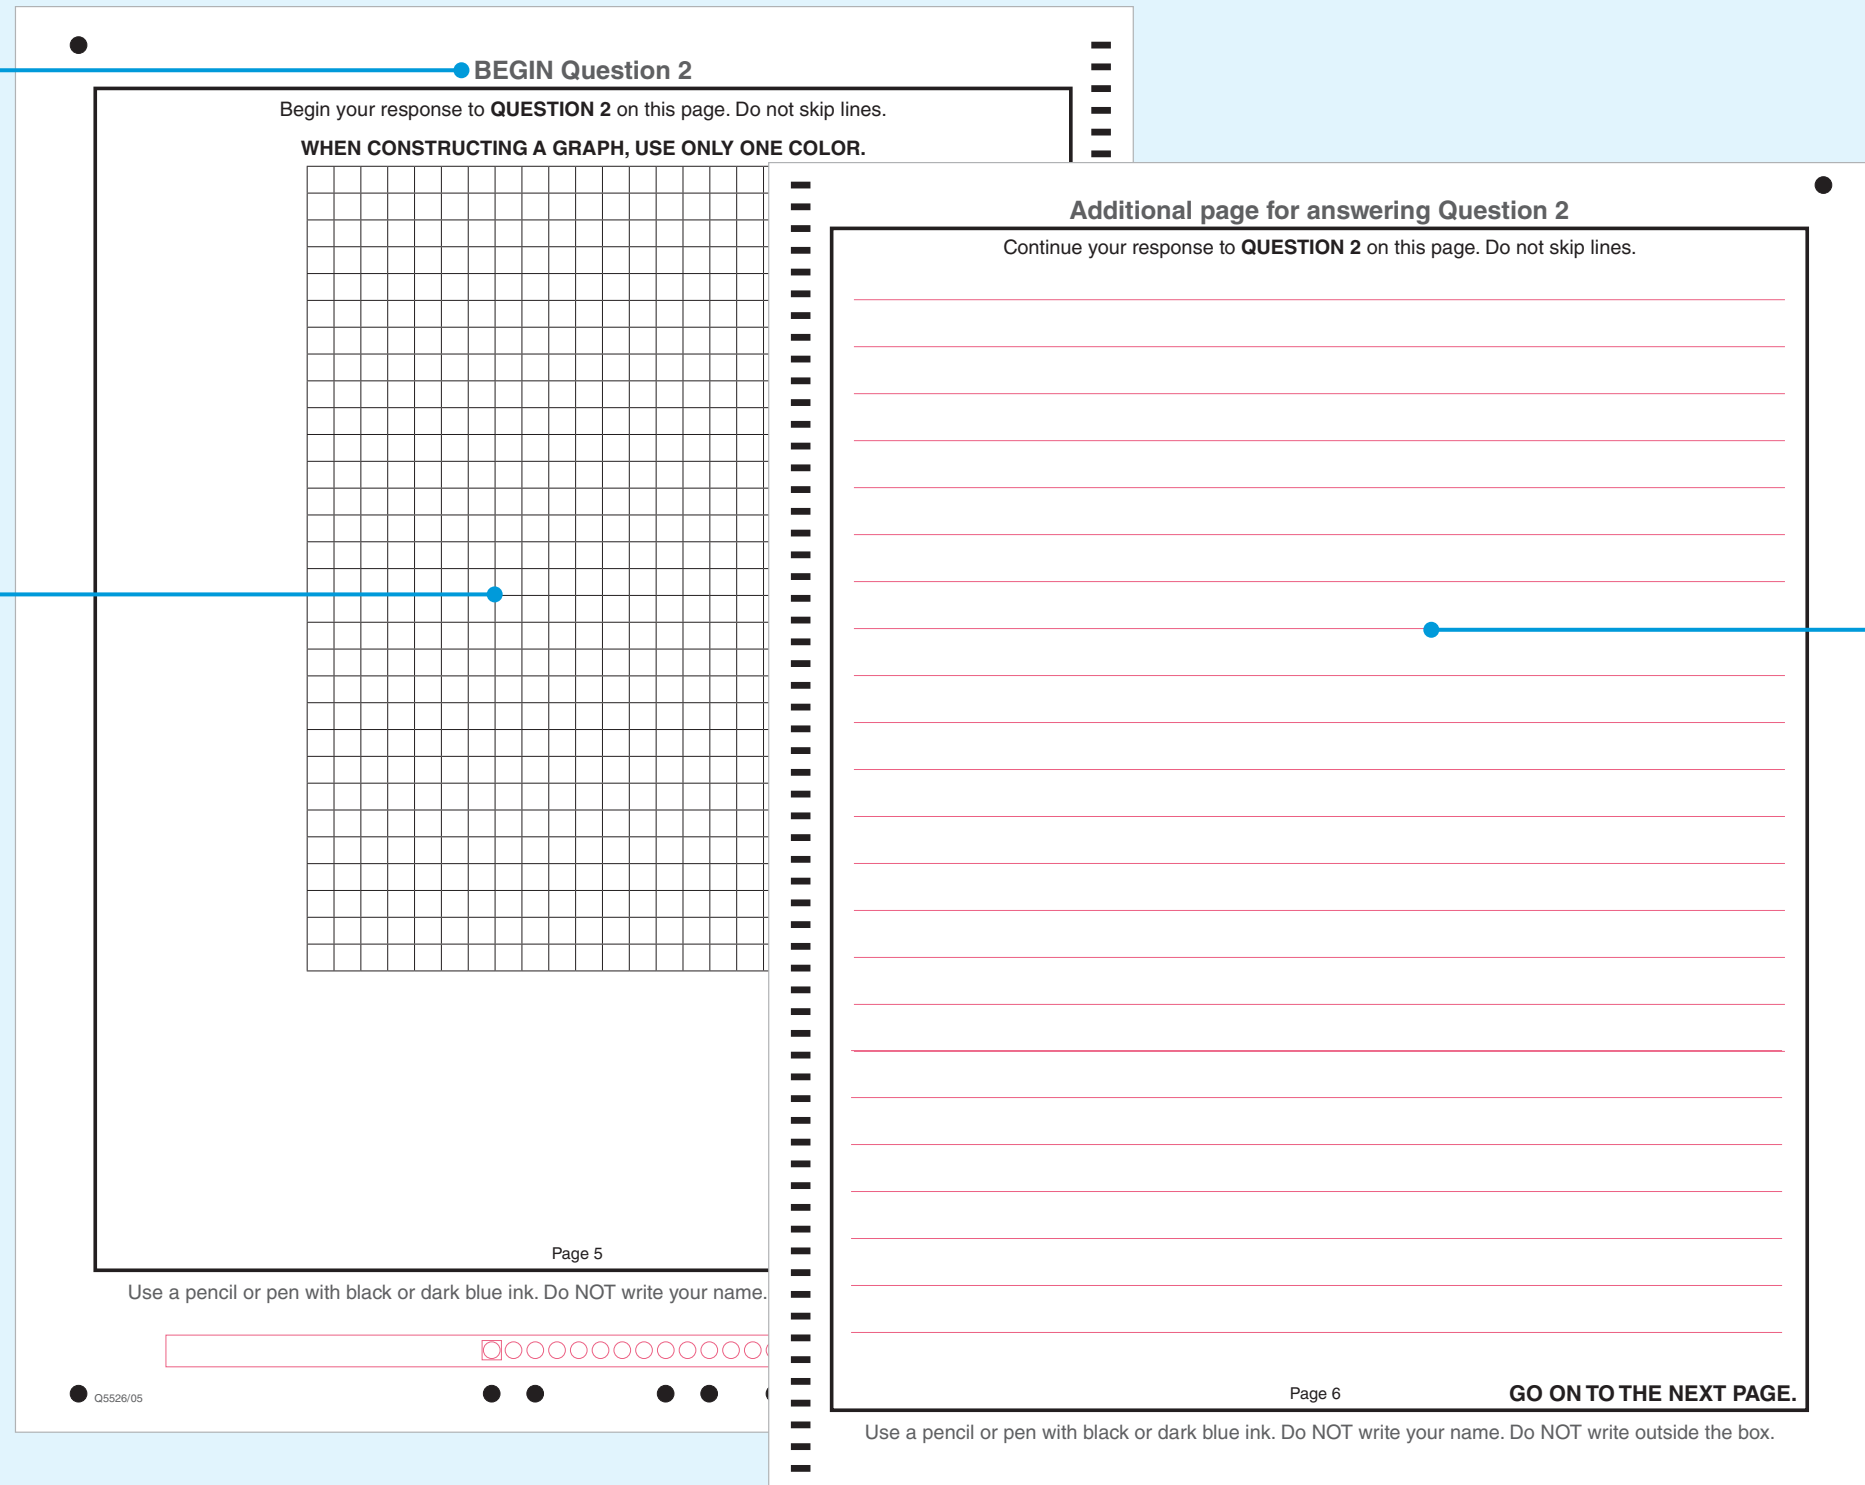 BEGIN Question 2
Begin your response to QUESTION 2 on this page. Do not skip lines.
WHEN CONSTRUCTING A GRAPH, USE ONLY ONE COLOR.
Page 5
Use a pencil or pen with black or dark blue ink. Do NOT write your name.
Q5526/05
Additional page for answering Question 2
Continue your response to QUESTION 2 on this page. Do not skip lines.
Page 6
GO ON TO THE NEXT PAGE.
Use a pencil or pen with black or dark blue ink. Do NOT write your name. Do NOT write outside the box.